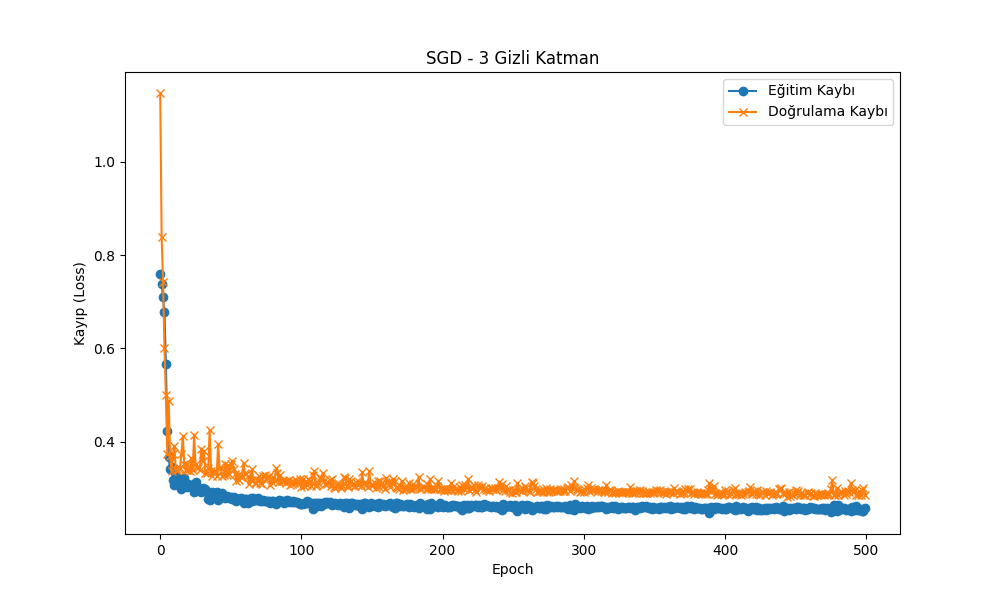 SGD - 3 Gizli Katman
Eğitim Kaybı
Doğrulama Kaybı
Kayıp (Loss)
1.0
0.8
0.6
0.4
0
100
200
300
400
500
Epoch